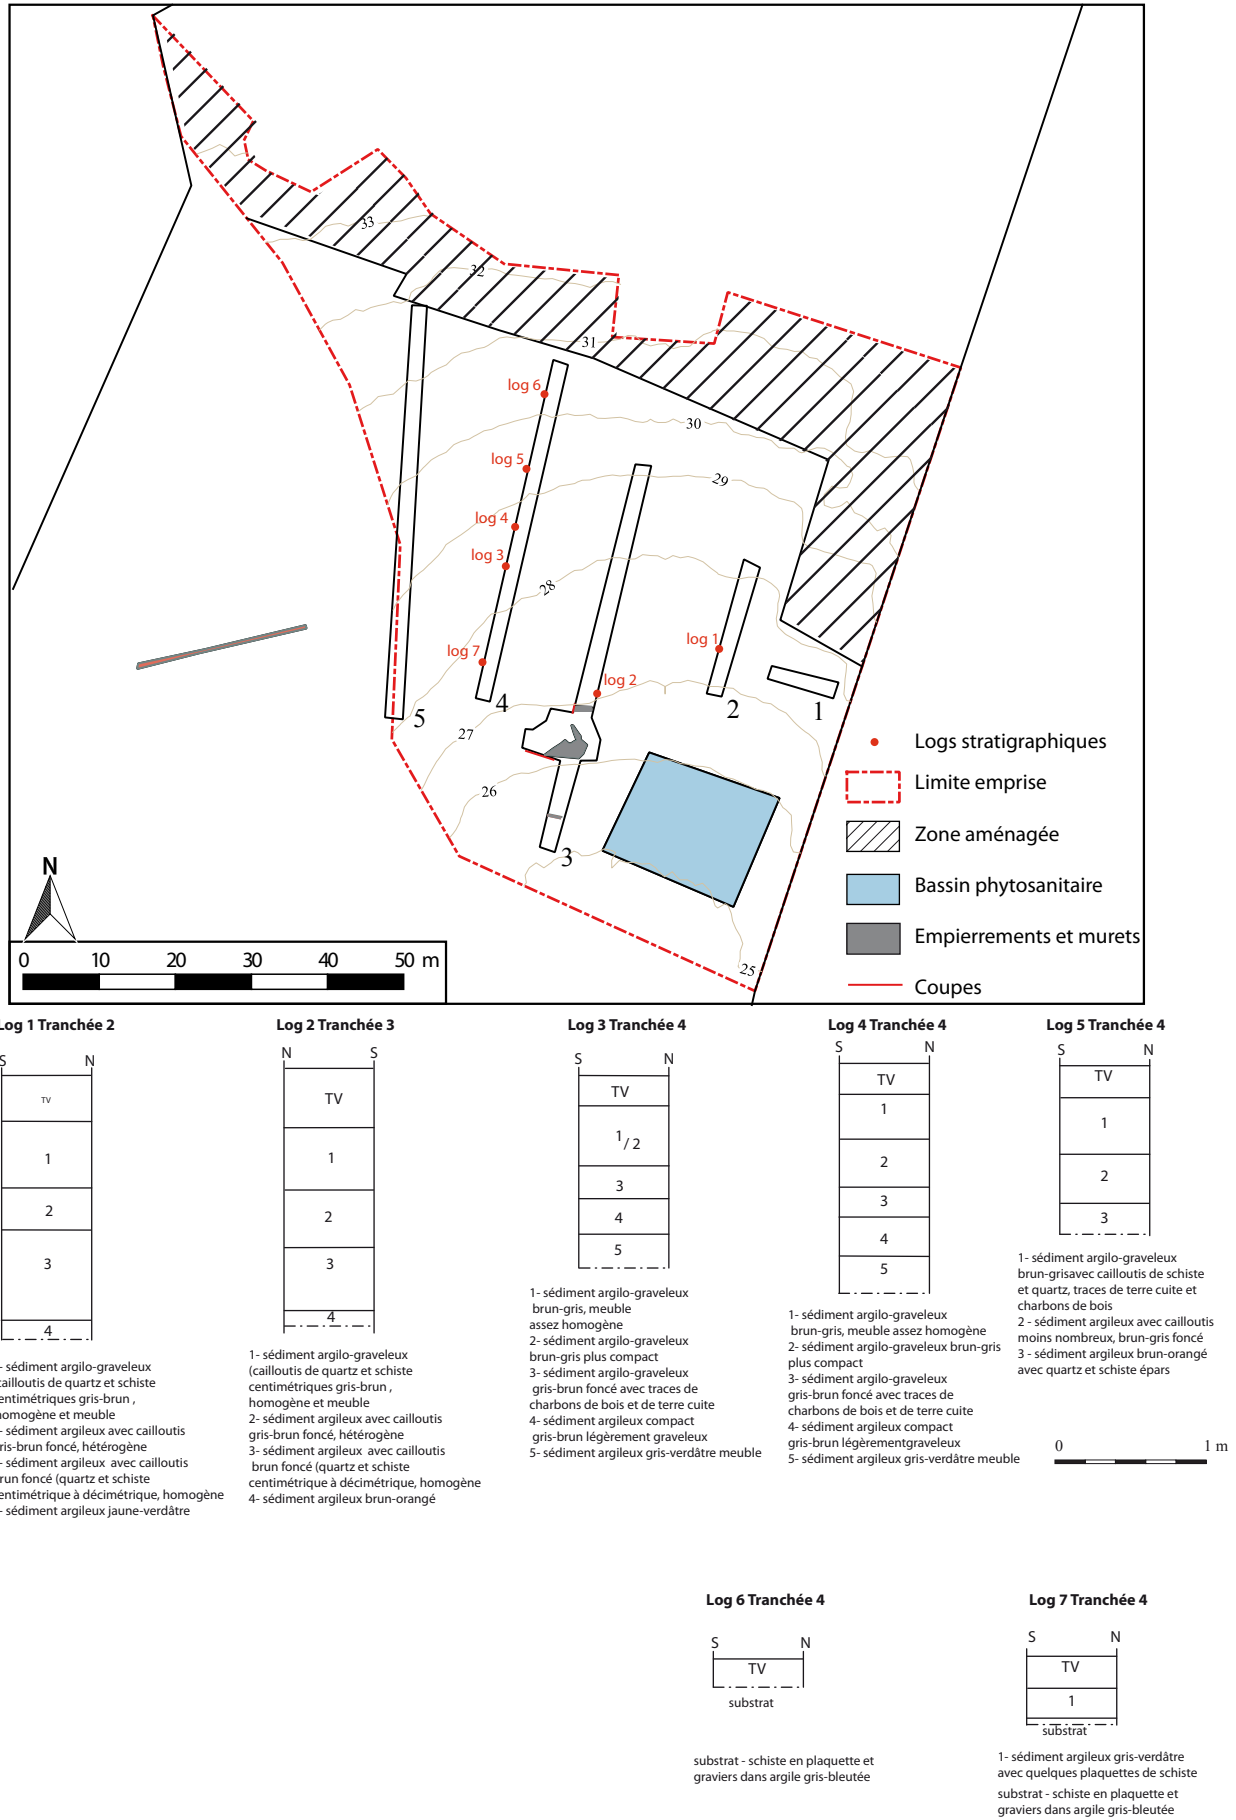 33
32
31
log 6
30
log 5
29
log 4
log 3
28
log 1
log 7
log 2
5
4
2
1
27
26
3
25
Logs stratigraphiques
Limite emprise
Zone aménagée
Bassin phytosanitaire
Empierrements et murets
Coupes
N
0 10 20 30 40 50 m
Log 1 Tranchée 2
S N
TV
1
2
3
4
- sédiment argilo-graveleux
cailloutis de quartz et schiste
centimétriques gris-brun ,
homogène et meuble
- sédiment argileux avec cailloutis
gris-brun foncé, hétérogène
- sédiment argileux avec cailloutis
brun foncé (quartz et schiste
centimétrique à décimétrique, homogène
- sédiment argileux jaune-verdâtre
Log 2 Tranchée 3
N S
TV
1
2
3
4
1- sédiment argilo-graveleux
(cailloutis de quartz et schiste
centimétriques gris-brun ,
homogène et meuble
2- sédiment argileux avec cailloutis
gris-brun foncé, hétérogène
3- sédiment argileux avec cailloutis
brun foncé (quartz et schiste
centimétrique à décimétrique, homogène
4- sédiment argileux brun-orangé
Log 3 Tranchée 4
S N
TV
1 / 2
3
4
5
1- sédiment argilo-graveleux
brun-gris, meuble
assez homogène
2- sédiment argilo-graveleux
brun-gris plus compact
3- sédiment argilo-graveleux
gris-brun foncé avec traces de
charbons de bois et de terre cuite
4- sédiment argileux compact
gris-brun légèrement graveleux
5- sédiment argileux gris-verdâtre meuble
Log 4 Tranchée 4
S N
TV
1
2
3
4
5
1- sédiment argilo-graveleux
brun-gris, meuble assez homogène
2- sédiment argilo-graveleux brun-gris
plus compact
3- sédiment argilo-graveleux
gris-brun foncé avec traces de
charbons de bois et de terre cuite
4- sédiment argileux compact
gris-brun légèrementgraveleux
5- sédiment argileux gris-verdâtre meuble
Log 5 Tranchée 4
S N
TV
1
2
3
1- sédiment argilo-graveleux
brun-grisavec cailloutis de schiste
et quartz, traces de terre cuite et
charbons de bois
2 - sédiment argileux avec cailloutis
moins nombreux, brun-gris foncé
3 - sédiment argileux brun-orangé
avec quartz et schiste épars
0 1 m
Log 6 Tranchée 4
S N
TV
substrat
substrat - schiste en plaquette et
graviers dans argile gris-bleutée
Log 7 Tranchée 4
S N
TV
1
substrat
1- sédiment argileux gris-verdâtre
avec quelques plaquettes de schiste
substrat - schiste en plaquette et
graviers dans argile gris-bleutée